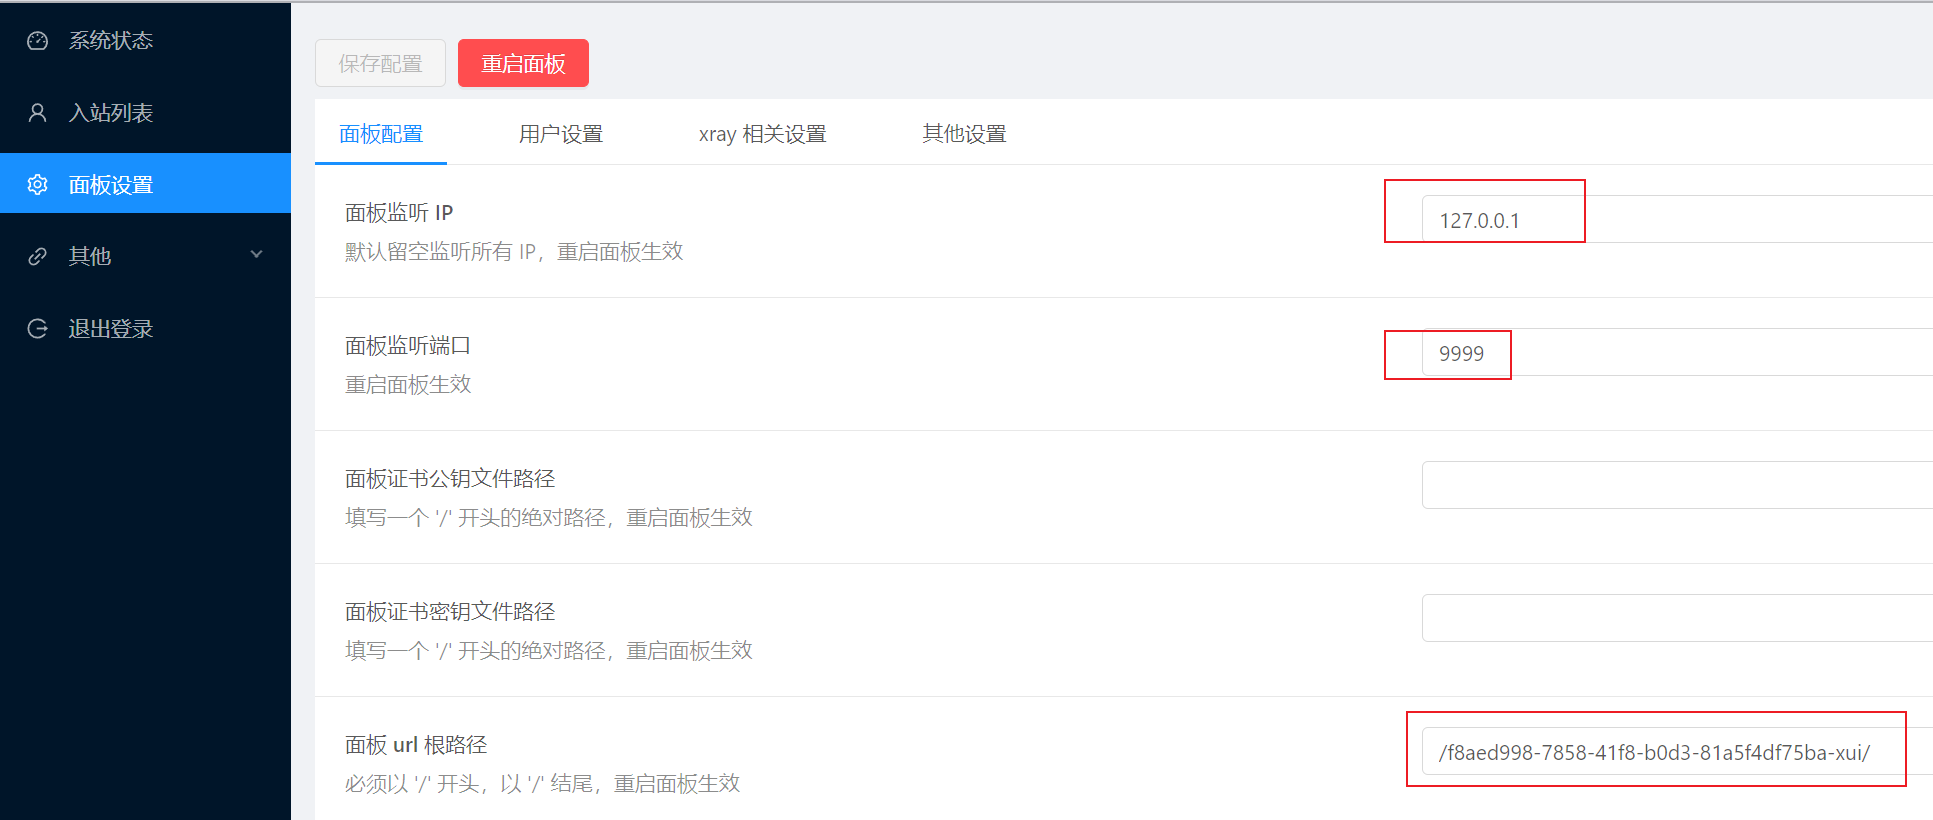 系统状态
入站列表
面板设置
其他
退出登录
保存配置
重启面板
面板配置
用户设置
xray 相关设置
其他设置
面板监听 IP
默认留空监听所有 IP，重启面板生效
127.0.0.1
面板监听端口
重启面板生效
9999
面板证书公钥文件路径
填写一个 '/' 开头的绝对路径，重启面板生效
面板证书密钥文件路径
填写一个 '/' 开头的绝对路径，重启面板生效
面板 url 根路径
必须以 '/' 开头，以 '/' 结尾，重启面板生效
/f8aed998-7858-41f8-b0d3-81a5f4df75ba-xui/